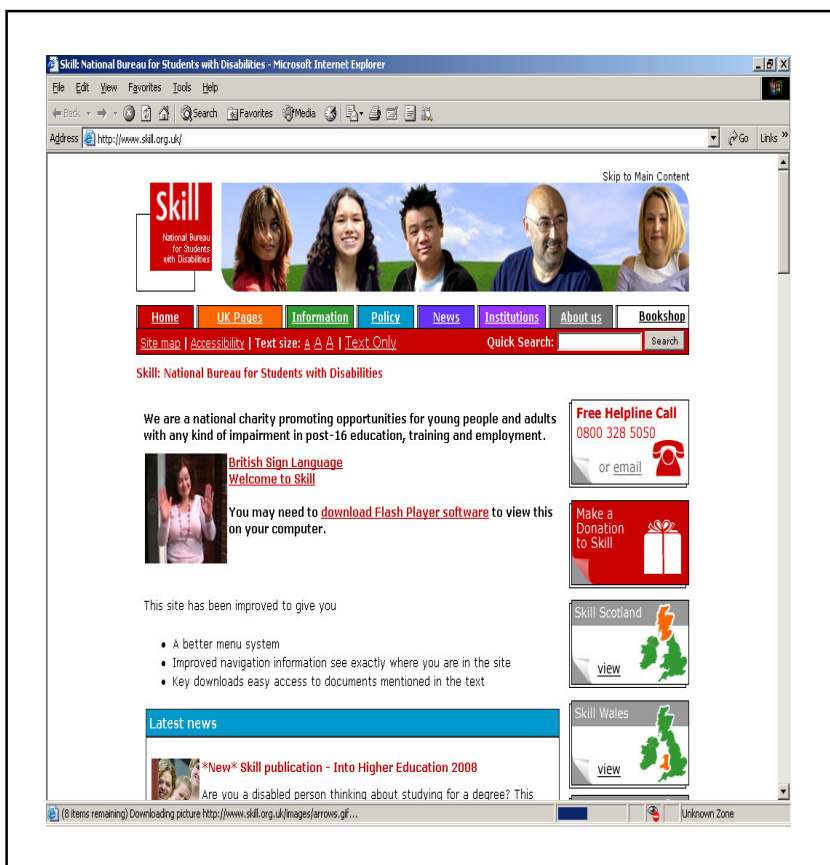 Skill: National Bureau for Students with Disabilities - Microsoft Internet Explorer
File Edit View Favorites Tools Help
Back Search Favorites Media
Address http://www.skill.org.uk/ Go Links »
Skip to Main Content
Skill
National Bureau
for Students
with Disabilities
Home UK Pages Information Policy News Institutions About us Bookshop
Site map | Accessibility | Text size: A A A | Text Only Quick Search: Search
Skill: National Bureau for Students with Disabilities
We are a national charity promoting opportunities for young people and adults
with any kind of impairment in post-16 education, training and employment.
British Sign Language
Welcome to Skill
You may need to download Flash Player software to view this
on your computer.
This site has been improved to give you
• A better menu system
• Improved navigation information see exactly where you are in the site
• Key downloads easy access to documents mentioned in the text
Latest news
*New* Skill publication - Into Higher Education 2008
Are you a disabled person thinking about studying for a degree? This
Free Helpline Call
0800 328 5050
or email
Make a
Donation
to Skill
Skill Scotland
view
Skill Wales
view
(8 items remaining) Downloading picture http://www.skill.org.uk/images/arrows.gif... Unknown Zone